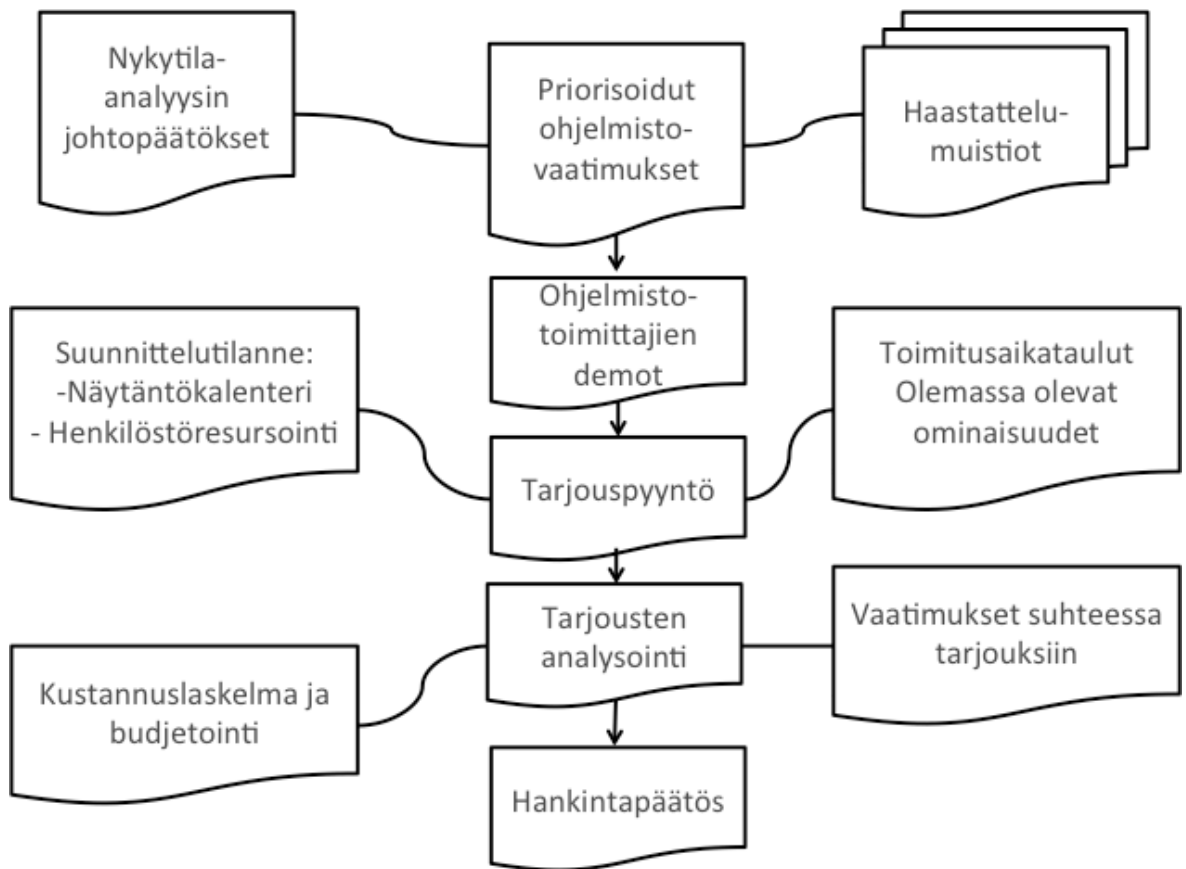 Nykytila-
analyysin
johtopäätökset
Priorisoidut
ohjelmisto-
vaatimukset
Haastattelu-
muistiot
Ohjelmisto-
toimittajien
demot
Suunnittelutilanne:
-Näytäntökalenteri
- Henkilöstöresursointi
Toimitusaikataulut
Olemassa olevat
ominaisuudet
Tarjouspyyntö
Tarjousten
analysointi
Vaatimukset suhteessa
tarjouksiin
Kustannuslaskelma ja
budjetointi
Hankintapäätös